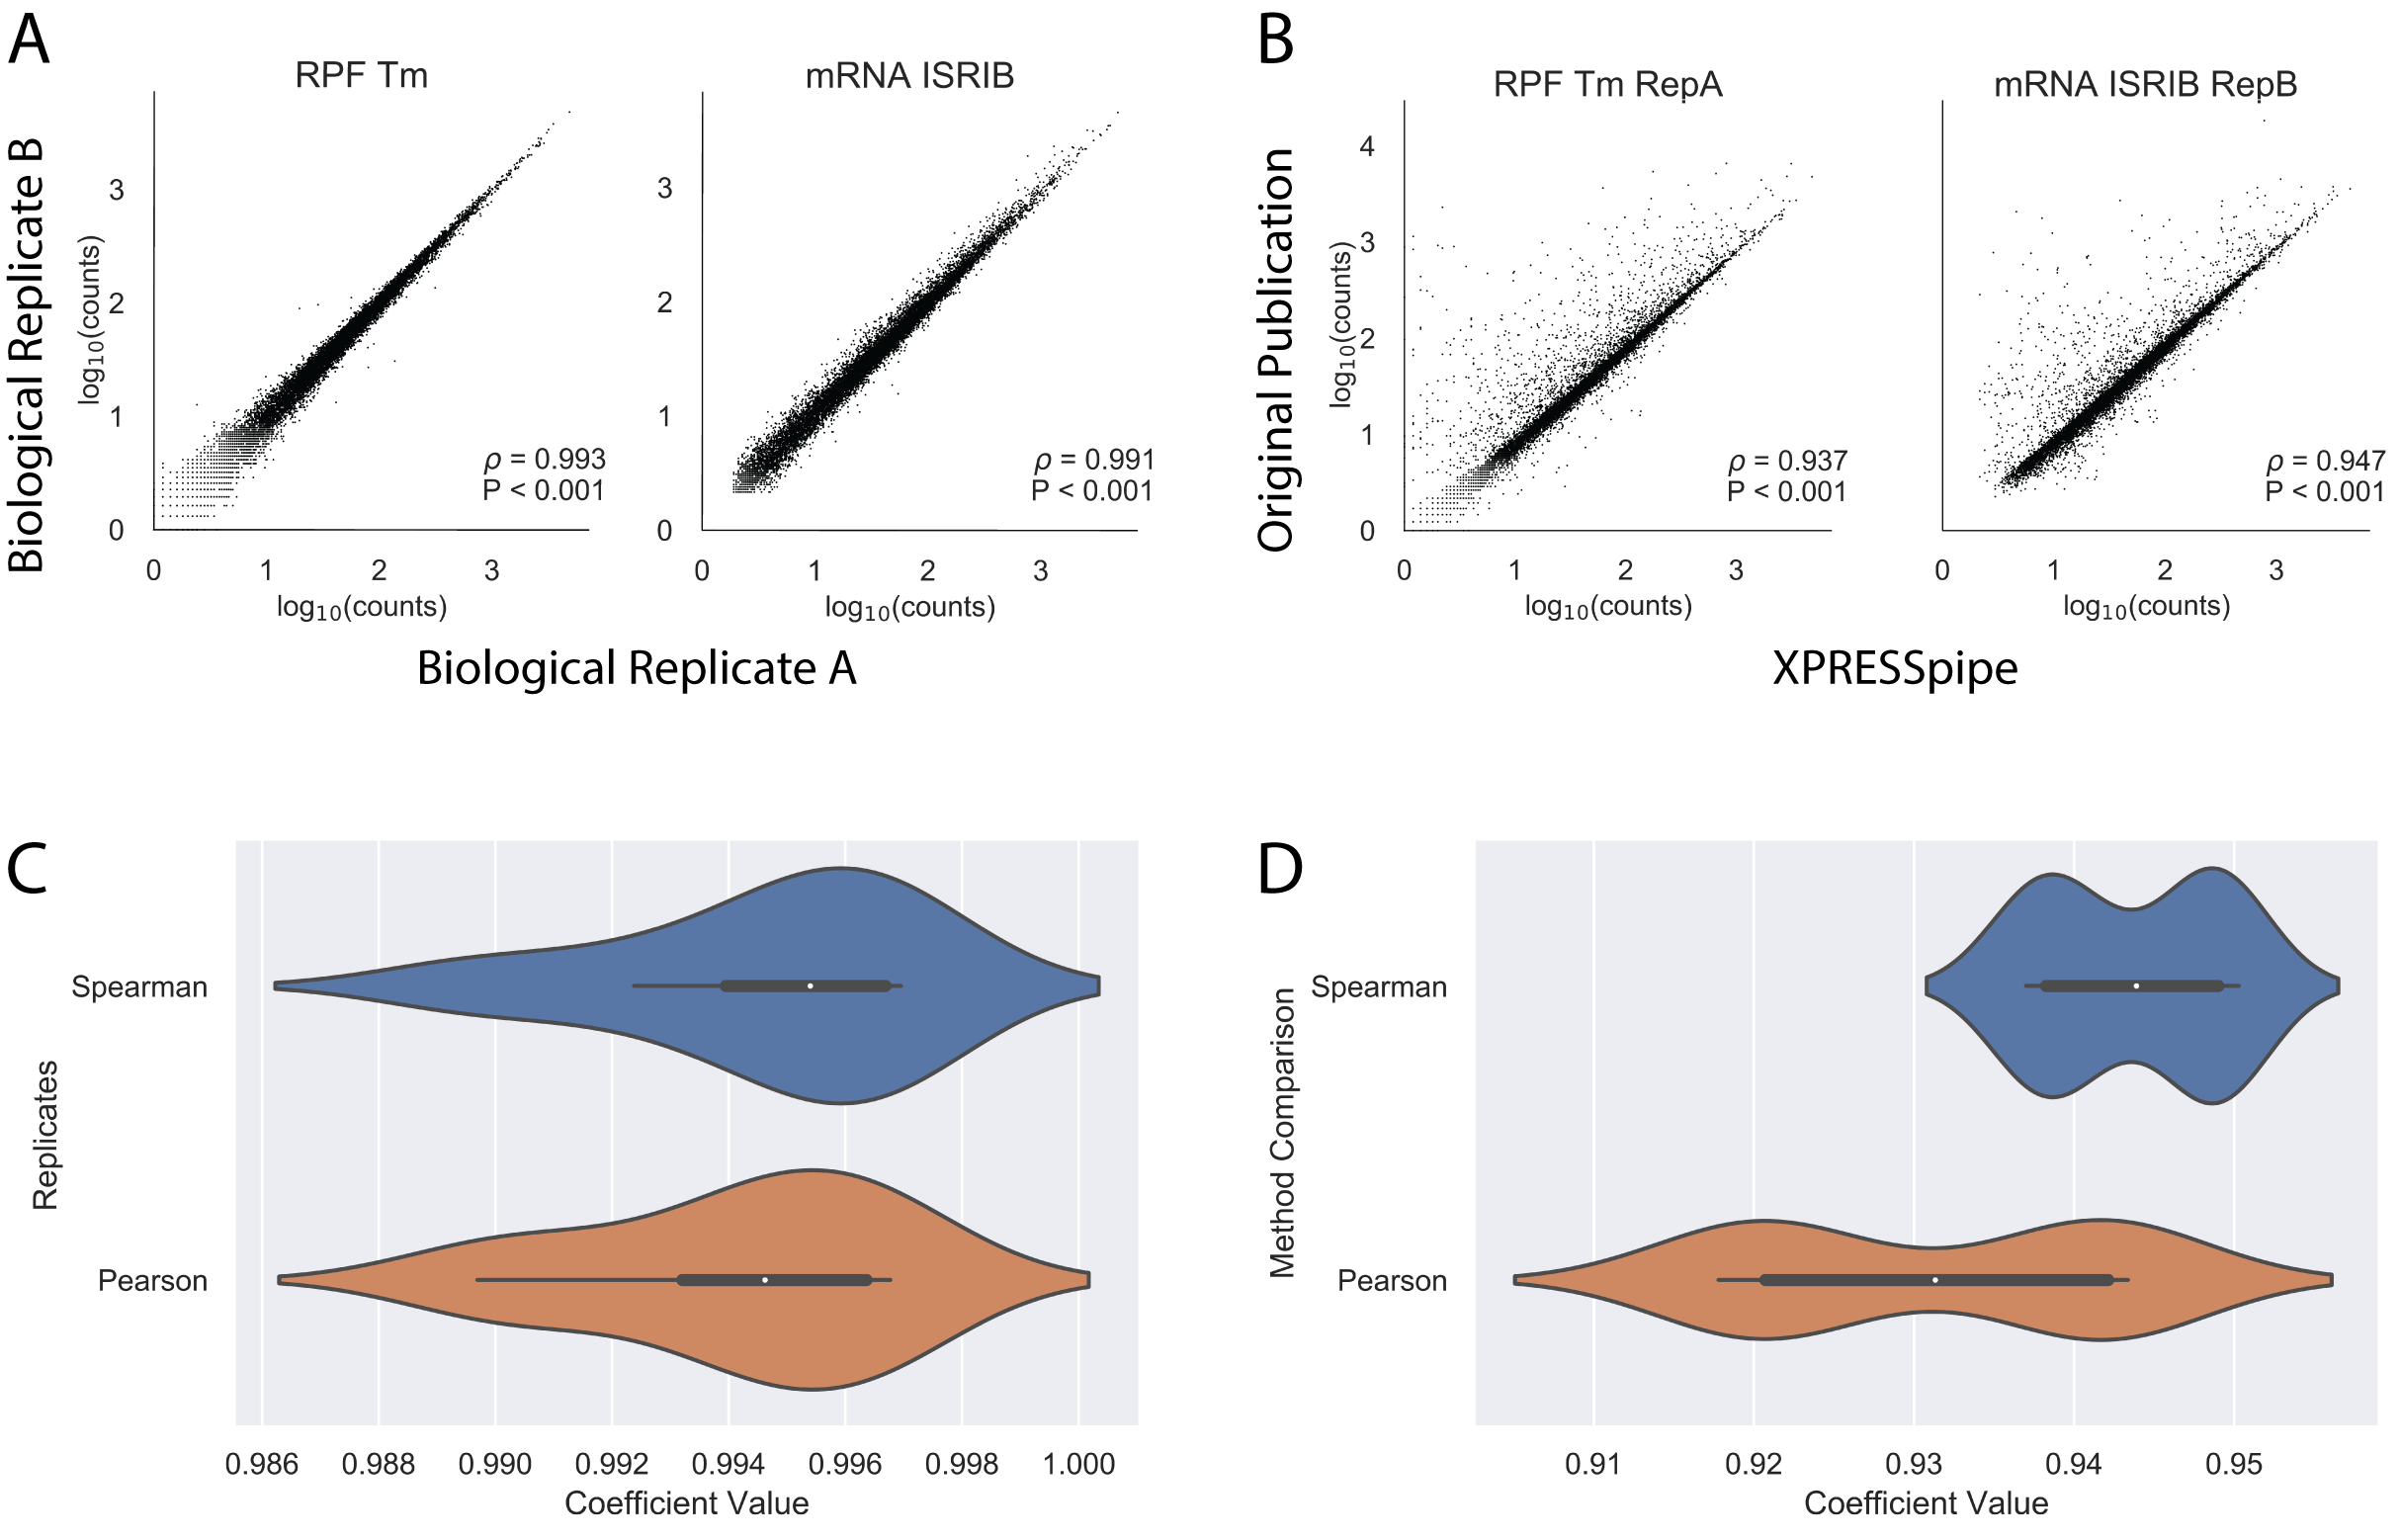 A
RPF Tm
mRNA ISRIB
Biological Replicate B
log10(counts)
3
2
1
0
3
2
1
0
ρ = 0.993
P < 0.001
ρ = 0.991
P < 0.001
0 1 2 3
0 1 2 3
log10(counts)
log10(counts)
Biological Replicate A
B
RPF Tm RepA
mRNA ISRIB RepB
Original Publication
log10(counts)
4
3
2
1
0
ρ = 0.937
P < 0.001
ρ = 0.947
P < 0.001
0 1 2 3
0 1 2 3
log10(counts)
log10(counts)
XPRESSpipe
C
Replicates
Spearman
Pearson
0.986 0.988 0.990 0.992 0.994 0.996 0.998 1.000
Coefficient Value
D
Method Comparison
Spearman
Pearson
0.91 0.92 0.93 0.94 0.95
Coefficient Value